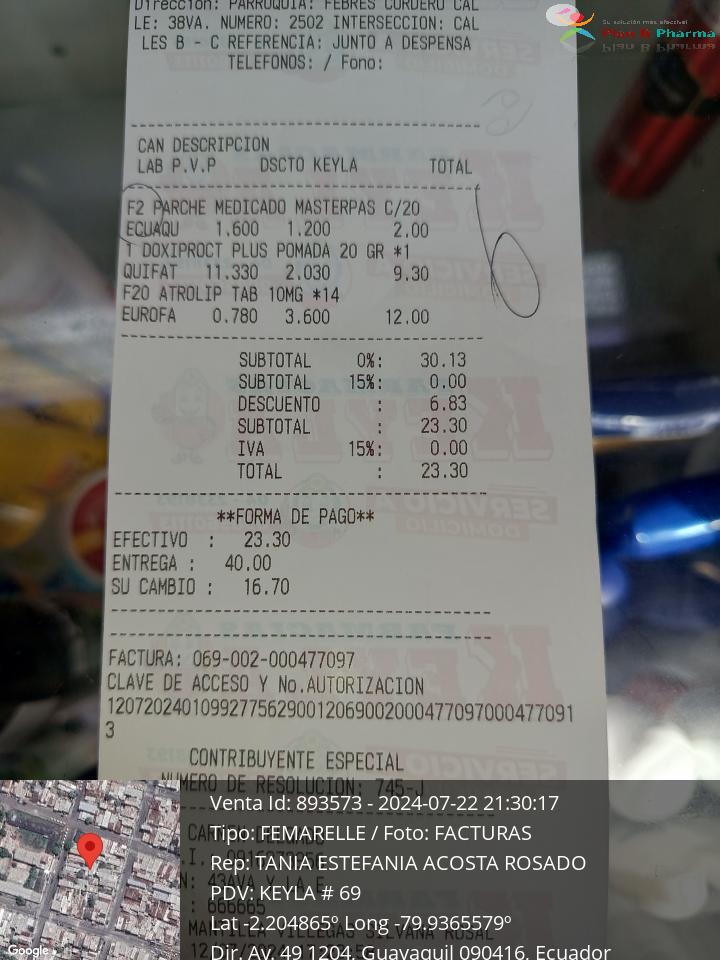 Dirección: PARROQUIA: FEBRES CORDERO CAL
LE: 38VA. NUMERO: 2502 INTERSECCION: CAL
LES B - C REFERENCIA: JUNTO A DESPENSA
TELEFONOS: / Fono:
Su solución más efectiva!
Plan B Pharma
CAN DESCRIPCION
LAB P.V.P DSCTO KEYLA TOTAL
F2 PARCHE MEDICADO MASTERPAS C/20
ECUAQU 1.600 1.200 2.00
1 DOXIPROCT PLUS POMADA 20 GR *1
QUIFAT 11.330 2.030 9.30
F20 ATROLIP TAB 10MG *14
EUROFA 0.780 3.600 12.00
SUBTOTAL 0%: 30.13
SUBTOTAL 15%: 0.00
DESCUENTO : 6.83
SUBTOTAL : 23.30
IVA 15%: 0.00
TOTAL : 23.30
**FORMA DE PAGO**
EFECTIVO : 23.30
ENTREGA : 40.00
SU CAMBIO : 16.70
FACTURA: 069-002-000477097
CLAVE DE ACCESO Y No.AUTORIZACION
120720240109927756290012069002000477097000477091
3
CONTRIBUYENTE ESPECIAL
NUMERO DE RESOLUCION: 745-J
Venta Id: 893573 - 2024-07-22 21:30:17
Tipo: FEMARELLE / Foto: FACTURAS
Rep: TANIA ESTEFANIA ACOSTA ROSADO
PDV: KEYLA # 69
Lat -2.204865º Long -79.9365579º
Dir. Av. 49 1204, Guayaquil 090416, Ecuador
Google